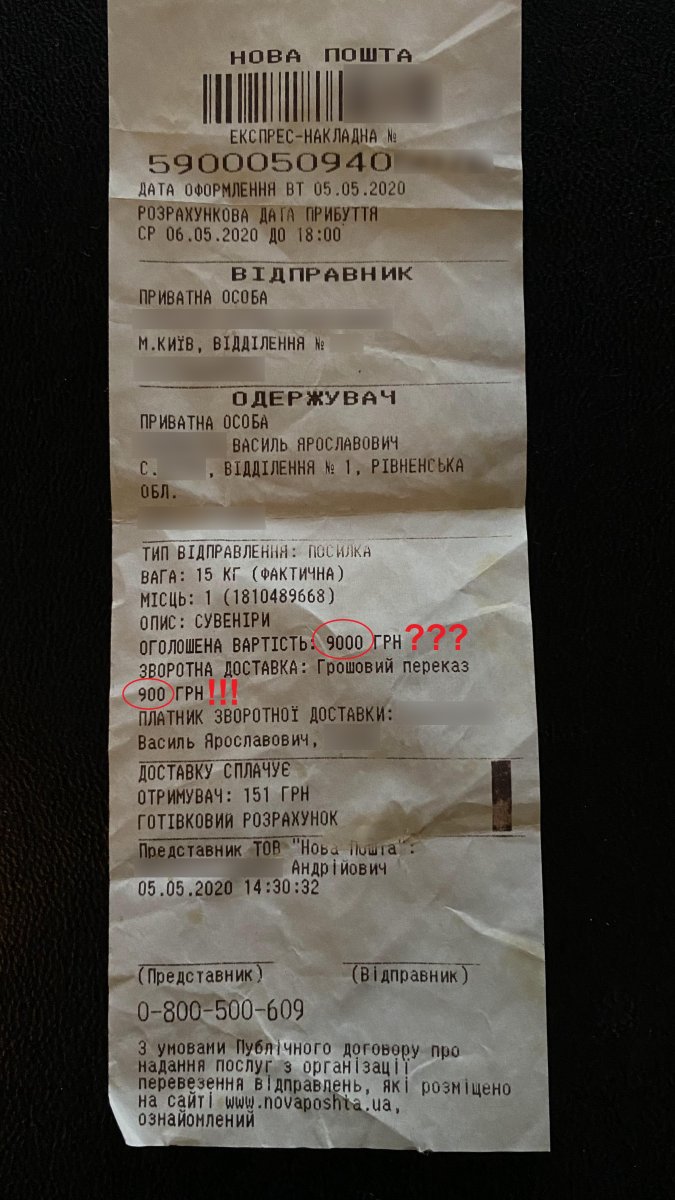 НОВА ПОШТА
ЕКСПРЕС-НАКЛАДНА №
5900050940
ДАТА ОФОРМЛЕННЯ ВТ 05.05.2020
РОЗРАХУНКОВА ДАТА ПРИБУТТЯ
СР 06.05.2020 ДО 18:00
ВІДПРАВНИК
ПРИВАТНА ОСОБА
М.КИЇВ, ВІДДІЛЕННЯ №
ОДЕРЖУВАЧ
ПРИВАТНА ОСОБА
ВАСИЛЬ ЯРОСЛАВОВИЧ
С. , ВІДДІЛЕННЯ № 1, РІВНЕНСЬКА
ОБЛ.
ТИП ВІДПРАВЛЕННЯ: ПОСИЛКА
ВАГА: 15 КГ (ФАКТИЧНА)
МІСЦЬ: 1 (1810489668)
ОПИС: СУВЕНІРИ
ОГОЛОШЕНА ВАРТІСТЬ: 9000 ГРН ???
ЗВОРОТНА ДОСТАВКА: Грошовий переказ
900 ГРН !!!
ПЛАТНИК ЗВОРОТНОЇ ДОСТАВКИ:
Василь Ярославович,
ДОСТАВКУ СПЛАЧУЄ
ОТРИМУВАЧ: 151 ГРН
ГОТІВКОВИЙ РОЗРАХУНОК
Представник ТОВ "Нова Пошта":
Андрійович
05.05.2020 14:30:32
(Представник) (Відправник)
0-800-500-609
З умовами Публічного договору про
надання послуг з організації
перевезення відправлень, які розміщено
на сайті www.novaposhta.ua,
ознайомлений